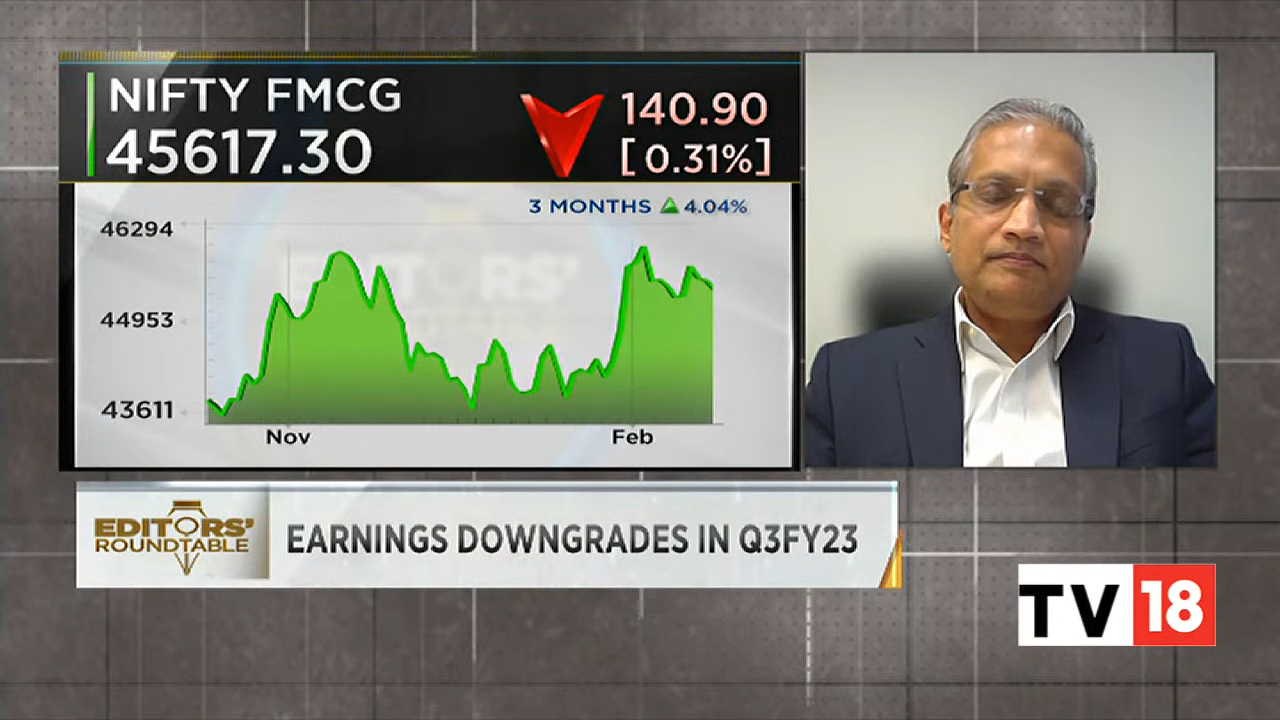 NIFTY FMCG
45617.30
140.90
[0.31%]
3 MONTHS 4.04%
46294
44953
43611
Nov
Feb
EDITORS'
EDITORS'
ROUNDTABLE
EARNINGS DOWNGRADES IN Q3FY23
TV18